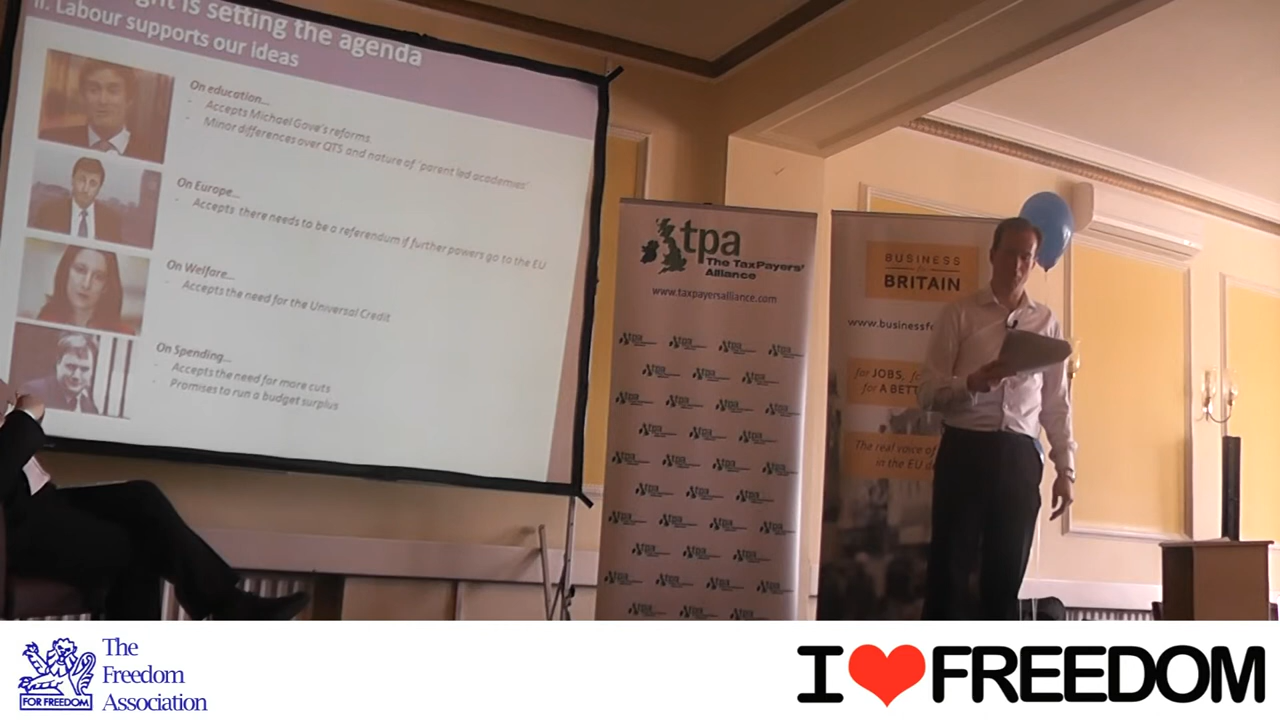 ght is setting the agenda
ii. Labour supports our ideas
On education...
- Accepts Michael Gove's reforms
- Minor differences over QTS and nature of 'parent led academies'
On Europe...
- Accepts there needs to be a referendum if further powers go to the EU
On Welfare...
- Accepts the need for the Universal Credit
On Spending...
- Accepts the need for more cuts
- Promises to run a budget surplus
tpa
The TaxPayers'
Alliance
www.taxpayersalliance.com
BUSINESS
for
BRITAIN
www.businessfo
for JOBS, fo
for A BETT
The real voice of
in the EU d
The
Freedom
Association
FOR FREEDOM
I ❤ FREEDOM